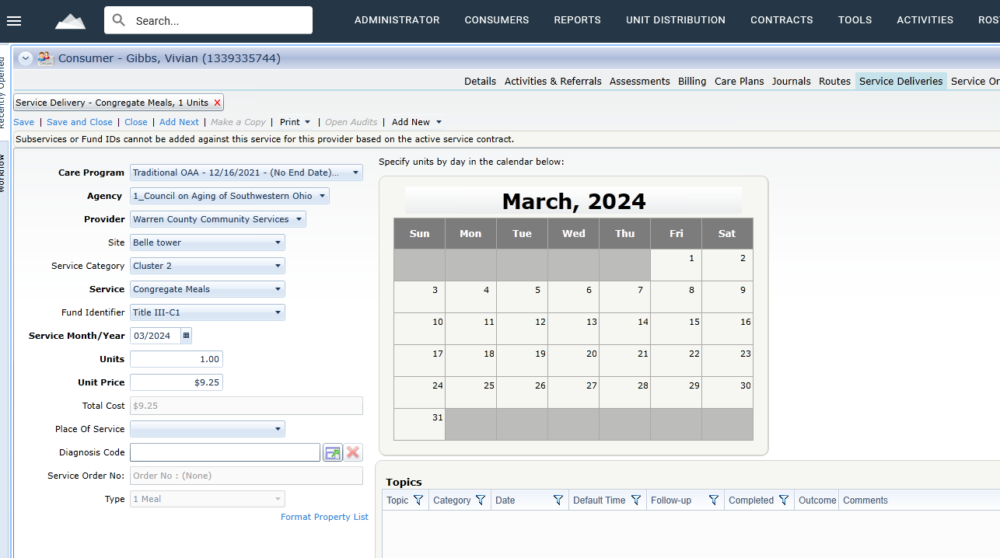 Search...
ADMINISTRATOR CONSUMERS REPORTS UNIT DISTRIBUTION CONTRACTS TOOLS ACTIVITIES
Recently Opened
Workflow
Consumer - Gibbs, Vivian (1339335744)
Details Activities & Referrals Assessments Billing Care Plans Journals Routes Service Deliveries Service
Service Delivery - Congregate Meals, 1 Units
Save | Save and Close | Close | Add Next | Make a Copy | Print | Open Audits | Add New
Subservices or Fund IDs cannot be added against this service for this provider based on the active service contract.
Care Program Traditional OAA - 12/16/2021 - (No End Date)...
Agency 1_Council on Aging of Southwestern Ohio
Provider Warren County Community Services
Site Belle tower
Service Category Cluster 2
Service Congregate Meals
Fund Identifier Title III-C1
Service Month/Year 03/2024
Units 1.00
Unit Price $9.25
Total Cost $9.25
Place Of Service
Diagnosis Code
Service Order No: Order No : (None)
Type 1 Meal
Format Property List
Specify units by day in the calendar below:
March, 2024
Sun Mon Tue Wed Thu Fri Sat
1 2
3 4 5 6 7 8 9
10 11 12 13 14 15 16
17 18 19 20 21 22 23
24 25 26 27 28 29 30
31
Topics
Topic Category Date Default Time Follow-up Completed Outcome Comments